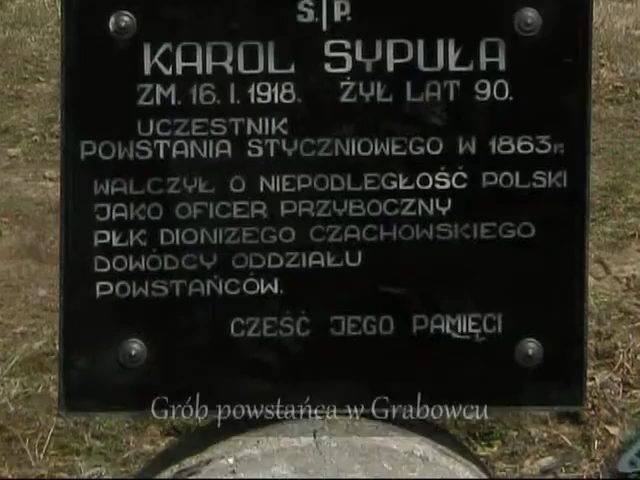 Ś. P.
KAROL SYPUŁA
ZM. 16. I. 1918. ŻYŁ LAT 90.
UCZESTNIK
POWSTANIA STYCZNIOWEGO W 1863r.
WALCZYŁ O NIEPODLEGŁOŚĆ POLSKI
JAKO OFICER PRZYBOCZNY
PŁK DIONIZEGO CZACHOWSKIEGO
DOWÓDCY ODDZIAŁU
POWSTAŃCÓW.
CZEŚĆ JEGO PAMIĘCI
Grób powstańca w Grabowcu